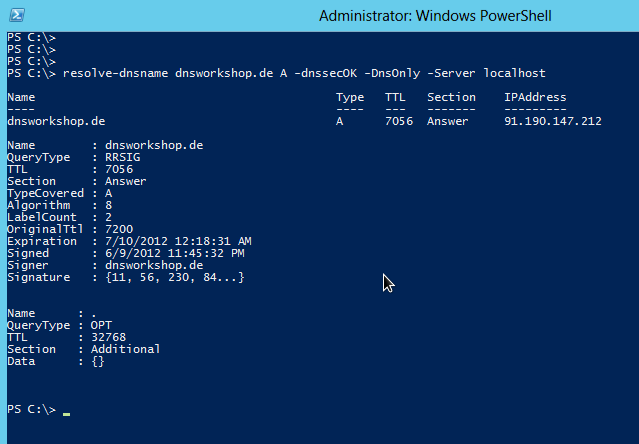 Administrator: Windows PowerShell
PS C:\>
PS C:\>
PS C:\>
PS C:\> resolve-dnsname dnsworkshop.de A -dnssecOK -DnsOnly -Server localhost
Name Type TTL Section IPAddress
---- ---- --- ------- ---------
dnsworkshop.de A 7056 Answer 91.190.147.212
Name : dnsworkshop.de
QueryType : RRSIG
TTL : 7056
Section : Answer
TypeCovered : A
Algorithm : 8
LabelCount : 2
OriginalTtl : 7200
Expiration : 7/10/2012 12:18:31 AM
Signed : 6/9/2012 11:45:32 PM
Signer : dnsworkshop.de
Signature : {11, 56, 230, 84...}
Name : .
QueryType : OPT
TTL : 32768
Section : Additional
Data : {}
PS C:\> _